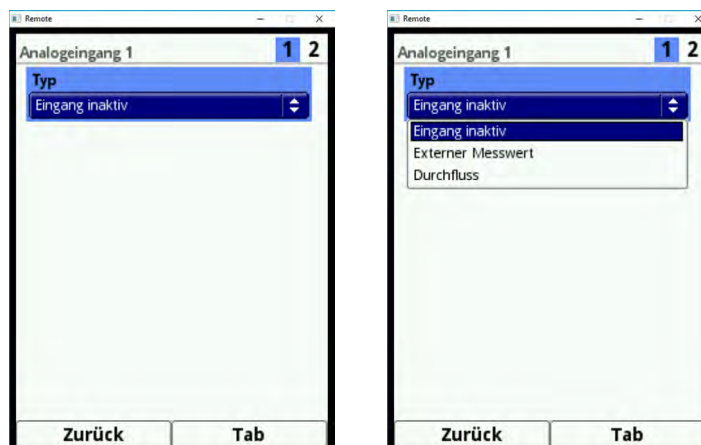 Remote
Analogeingang 1 1 2
Typ
Eingang inaktiv
Zurück Tab
Remote
Analogeingang 1 1 2
Typ
Eingang inaktiv
Eingang inaktiv
Externer Messwert
Durchfluss
Zurück Tab